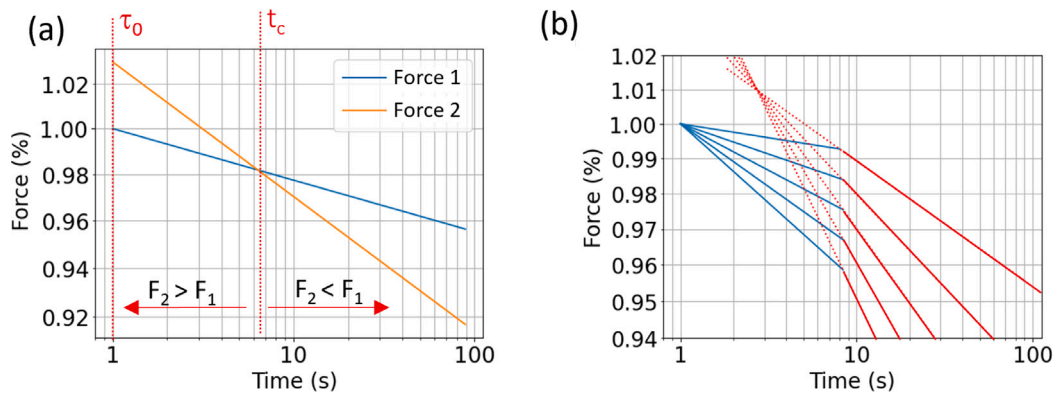 (a)
τ0
tc
Force 1
Force 2
1.02
1.00
0.98
0.96
0.94
0.92
Force (%)
F2 > F1
F2 < F1
1
10
100
Time (s)
(b)
1.02
1.01
1.00
0.99
0.98
0.97
0.96
0.95
0.94
Force (%)
1
10
100
Time (s)